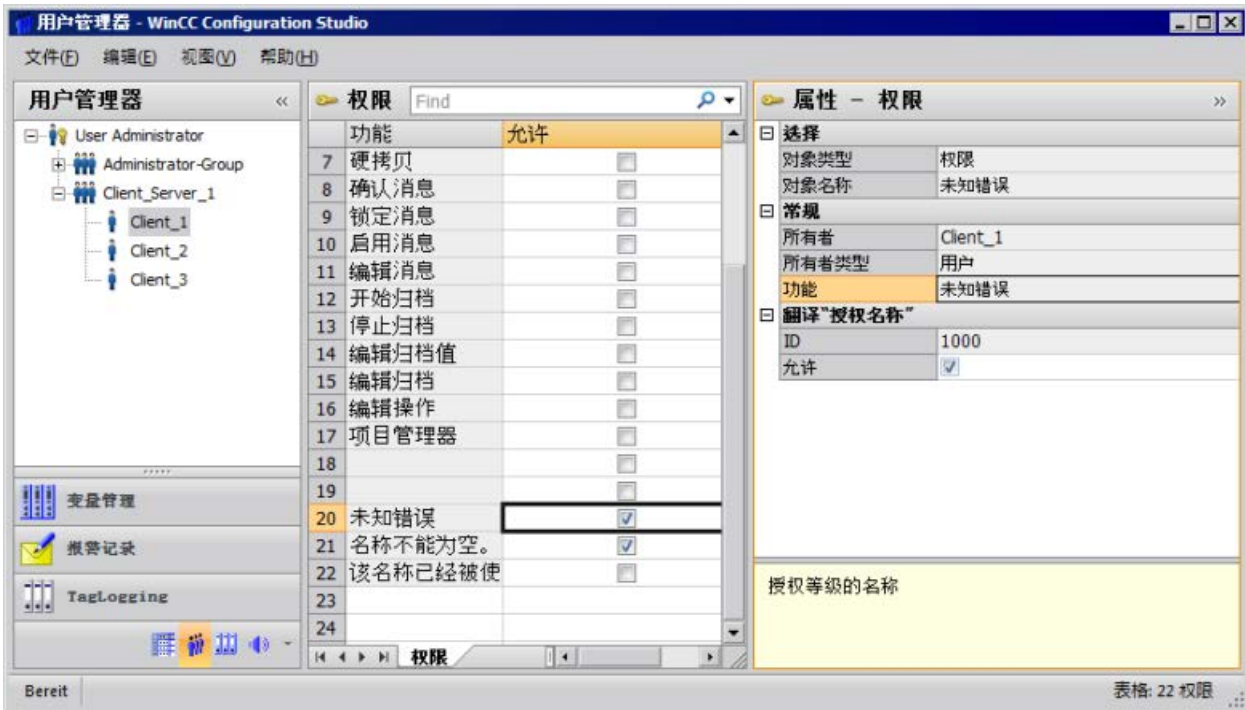 用户管理器 - WinCC Configuration Studio
文件(F) 编辑(E) 视图(V) 帮助(H)
用户管理器 «
User Administrator
Administrator-Group
Client_Server_1
Client_1
Client_2
Client_3
变量管理
报警记录
TagLogging
权限 Find
功能 允许
7 硬拷贝
8 确认消息
9 锁定消息
10 启用消息
11 编辑消息
12 开始归档
13 停止归档
14 编辑归档值
15 编辑归档
16 编辑操作
17 项目管理器
18
19
20 未知错误
21 名称不能为空。
22 该名称已经被使
23
24
权限
属性 - 权限 »
选择
对象类型 权限
对象名称 未知错误
常规
所有者 Client_1
所有者类型 用户
功能 未知错误
翻译"授权名称"
ID 1000
允许
授权等级的名称
Bereit 表格: 22 权限